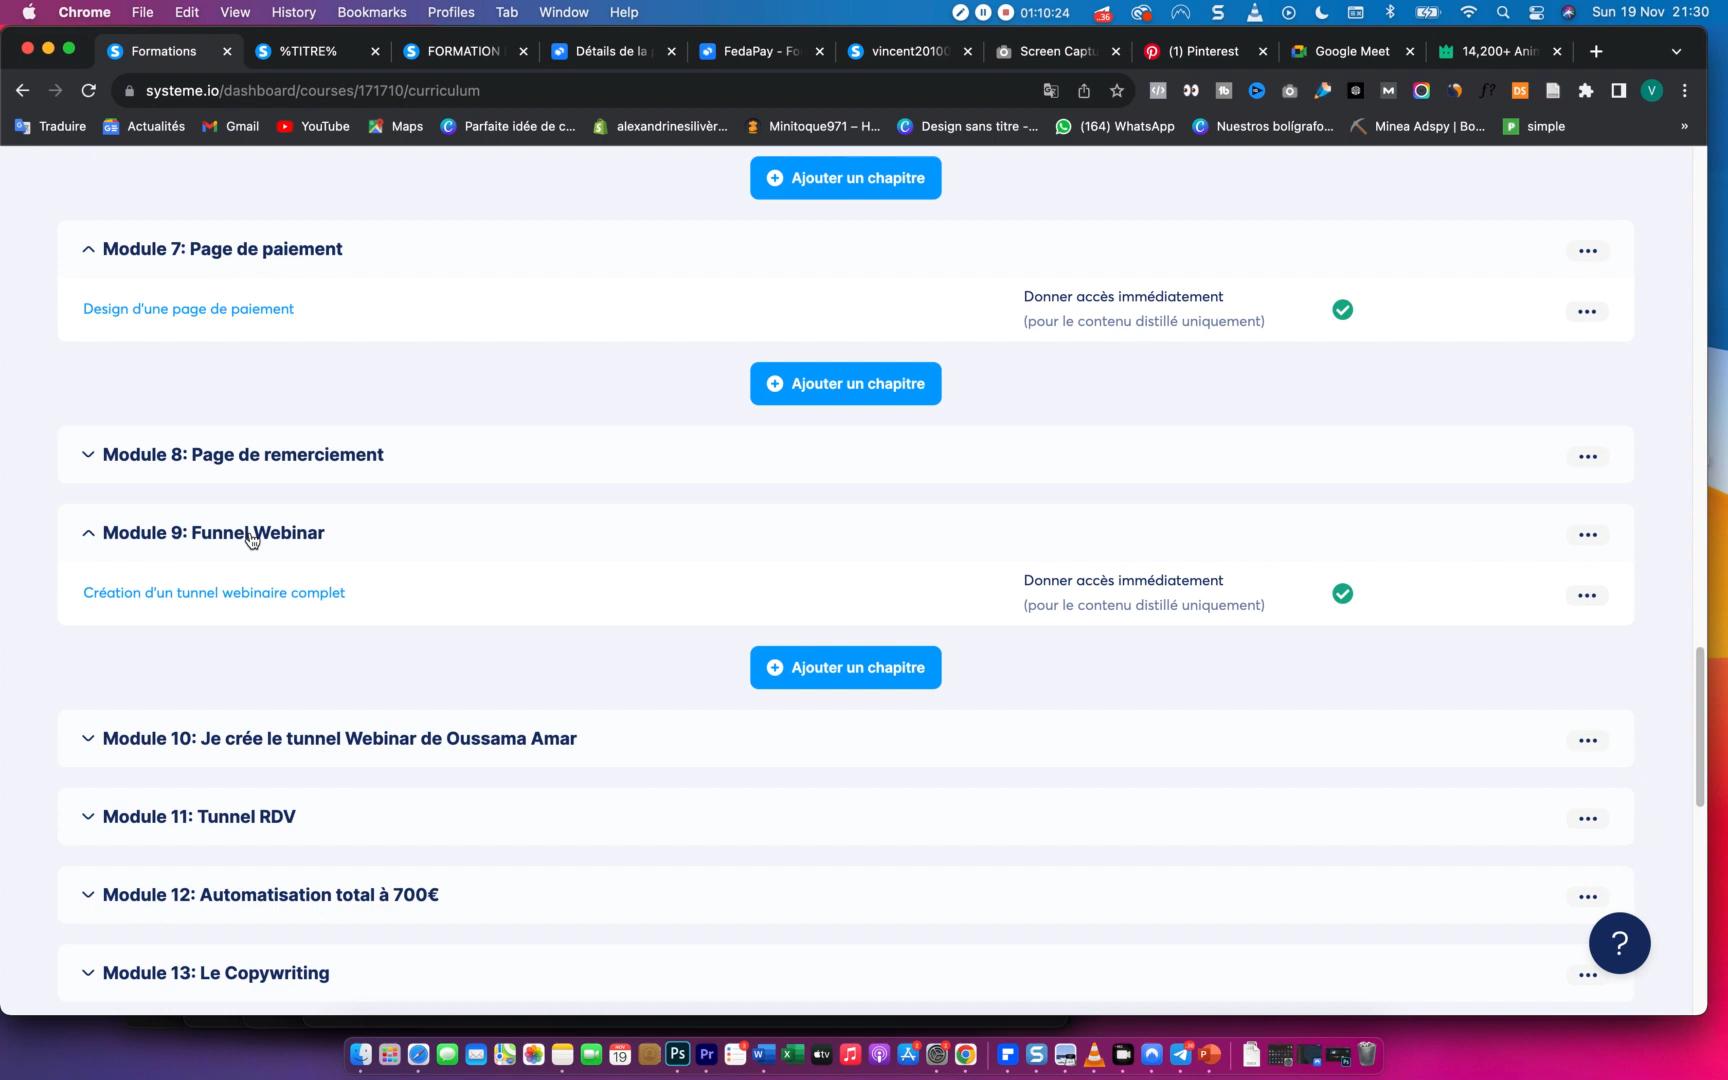 Chrome File Edit View History Bookmarks Profiles Tab Window Help 01:10:24 Sun 19 Nov 21:30
Formations %TITRE% FORMATION Détails de la FedaPay - Fo vincent20100 Screen Captu (1) Pinterest Google Meet 14,200+ Ani
systeme.io/dashboard/courses/171710/curriculum
Traduire Actualités Gmail YouTube Maps Parfaite idée de c... alexandrinesilivèr... Minitoque971 – H... Design sans titre -... (164) WhatsApp Nuestros bolígrafo... Minea Adspy | Bo... simple »
Ajouter un chapitre
Module 7: Page de paiement
Design d'une page de paiement
Donner accès immédiatement
(pour le contenu distillé uniquement)
Ajouter un chapitre
Module 8: Page de remerciement
Module 9: Funnel Webinar
Création d'un tunnel webinaire complet
Donner accès immédiatement
(pour le contenu distillé uniquement)
Ajouter un chapitre
Module 10: Je crée le tunnel Webinar de Oussama Amar
Module 11: Tunnel RDV
Module 12: Automatisation total à 700€
Module 13: Le Copywriting
?